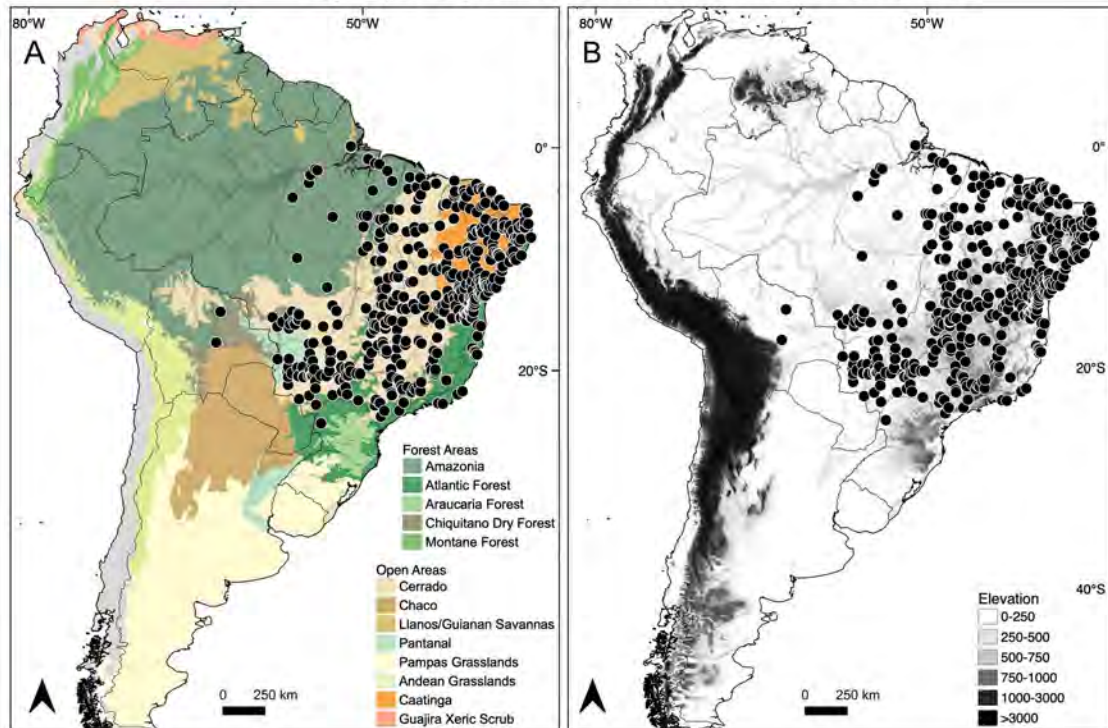 80°W
50°W
A
0°
20°S
Forest Areas
Amazonia
Atlantic Forest
Araucaria Forest
Chiquitano Dry Forest
Montane Forest
Open Areas
Cerrado
Chaco
Llanos/Guianan Savannas
Pantanal
Pampas Grasslands
Andean Grasslands
Caatinga
Guajira Xeric Scrub
0 250 km
80°W
50°W
B
0°
20°S
40°S
Elevation
0-250
250-500
500-750
750-1000
1000-3000
>3000
0 250 km